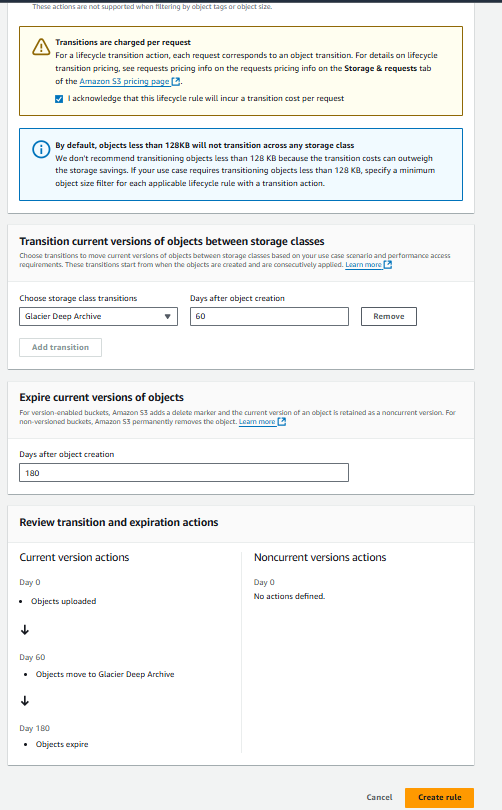 These actions are not supported when filtering by object tags or object size.
Transitions are charged per request
For a lifecycle transition action, each request corresponds to an object transition. For details on lifecycle
transition pricing, see requests pricing info on the requests pricing info on the Storage & requests tab
of the Amazon S3 pricing page.
I acknowledge that this lifecycle rule will incur a transition cost per request
By default, objects less than 128KB will not transition across any storage class
We don't recommend transitioning objects less than 128 KB because the transition costs can outweigh
the storage savings. If your use case requires transitioning objects less than 128 KB, specify a minimum
object size filter for each applicable lifecycle rule with a transition action.
Transition current versions of objects between storage classes
Choose transitions to move current versions of objects between storage classes based on your use case scenario and performance access
requirements. These transitions start from when the objects are created and are consecutively applied. Learn more
Choose storage class transitions
Days after object creation
Glacier Deep Archive
60
Remove
Add transition
Expire current versions of objects
For version-enabled buckets, Amazon S3 adds a delete marker and the current version of an object is retained as a noncurrent version. For
non-versioned buckets, Amazon S3 permanently removes the object. Learn more
Days after object creation
180
Review transition and expiration actions
Current version actions
Day 0
Objects uploaded
Day 60
Objects move to Glacier Deep Archive
Day 180
Objects expire
Noncurrent versions actions
Day 0
No actions defined.
Cancel
Create rule